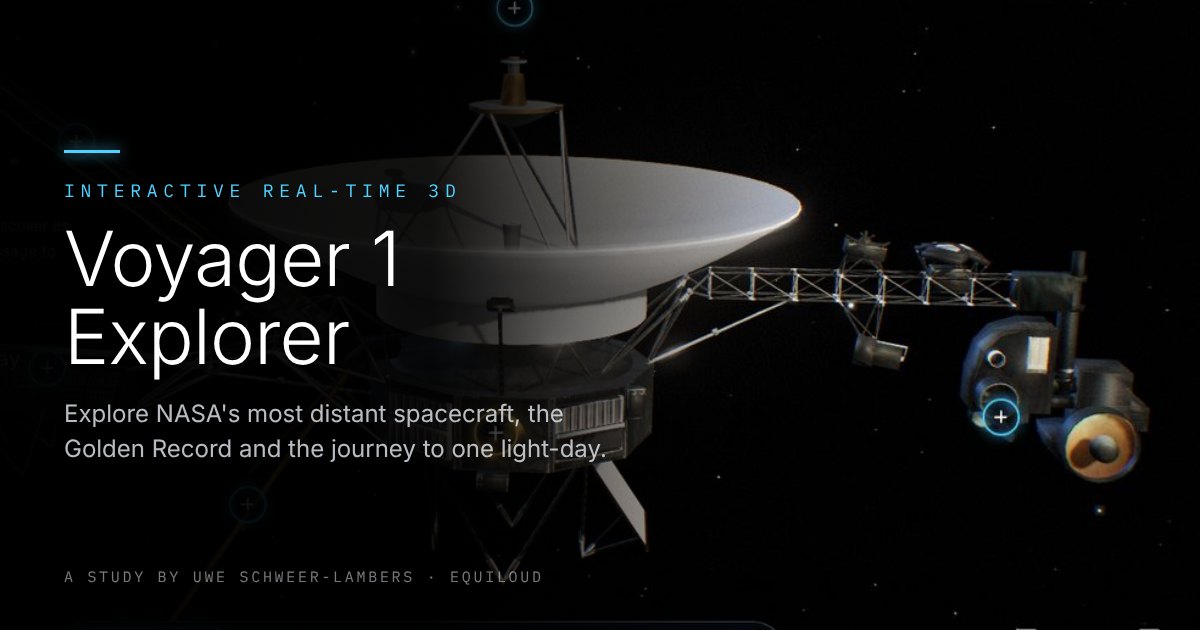 INTERACTIVE REAL-TIME 3D
Voyager 1
Explorer
Explore NASA's most distant spacecraft, the
Golden Record and the journey to one light-day.
A STUDY BY UWE SCHWEER-LAMBERS · EQUILOUD